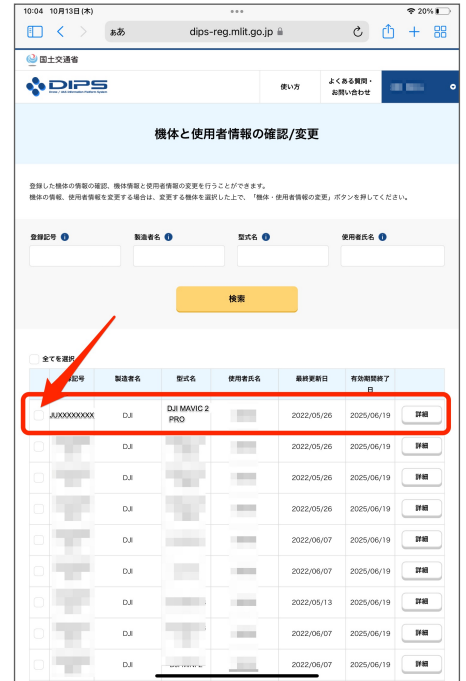 10:04 10月13日(木)
20%
ぁあ
dips-reg.mlit.go.jp
国土交通省
DIPS
使い方
よくある質問・
お問い合わせ
機体と使用者情報の確認/変更
登録した機体の情報の確認、機体情報と使用者情報の変更を行うことができます。
機体の情報、使用者情報を変更する場合は、変更する機体を選択した上で、「機体・使用者情報の変更」ボタンを押してください。
登録記号 製造者名 型式名 使用者氏名
検索
全てを選択
録記号 製造者名 型式名 使用者氏名 最終更新日 有効期間終了
日
JUXXXXXXXX DJI DJI MAVIC 2
PRO
2022/05/26 2025/06/19 詳細
DJI 2022/05/26 2025/06/19 詳細
DJI 2022/05/26 2025/06/19 詳細
DJI 2022/05/26 2025/06/19 詳細
DJI 2022/06/07 2025/06/19 詳細
DJI 2022/06/07 2025/06/19 詳細
DJI 2022/05/13 2025/06/19 詳細
DJI 2022/06/07 2025/06/19 詳細
DJI 2022/06/07 2025/06/19 詳細